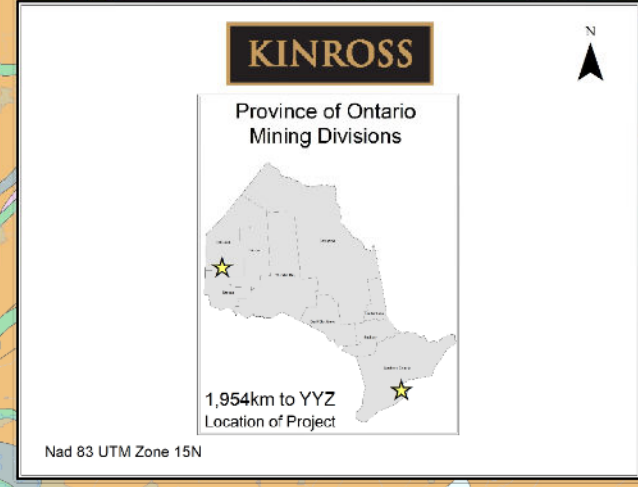 N
KINROSS
Province of Ontario
Mining Divisions
1,954km to YYZ
Location of Project
Nad 83 UTM Zone 15N